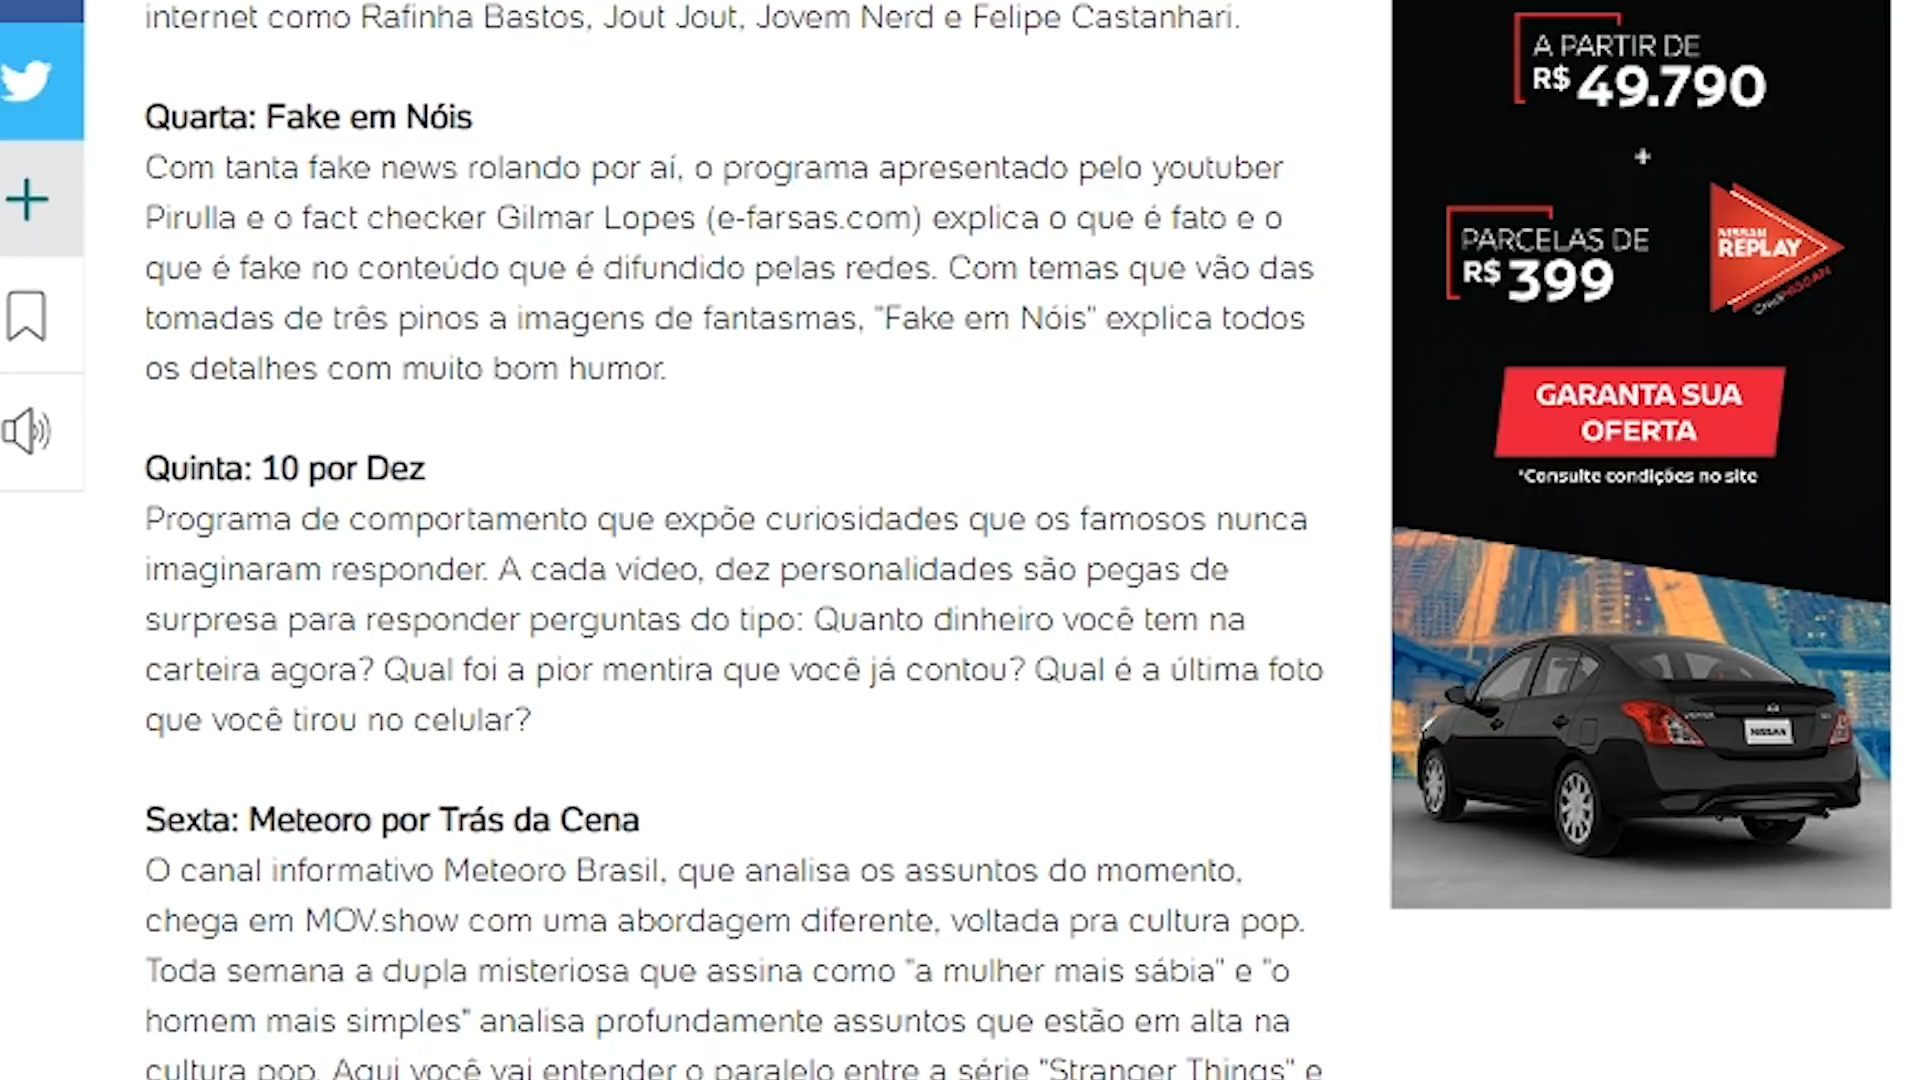 internet como Rafinha Bastos, Jout Jout, Jovem Nerd e Felipe Castanhari.
Quarta: Fake em Nóis
Com tanta fake news rolando por aí, o programa apresentado pelo youtuber
Pirulla e o fact checker Gilmar Lopes (e-farsas.com) explica o que é fato e o
que é fake no conteúdo que é difundido pelas redes. Com temas que vão das
tomadas de três pinos a imagens de fantasmas, "Fake em Nóis" explica todos
os detalhes com muito bom humor.
Quinta: 10 por Dez
Programa de comportamento que expõe curiosidades que os famosos nunca
imaginaram responder. A cada vídeo, dez personalidades são pegas de
surpresa para responder perguntas do tipo: Quanto dinheiro você tem na
carteira agora? Qual foi a pior mentira que você já contou? Qual é a última foto
que você tirou no celular?
Sexta: Meteoro por Trás da Cena
O canal informativo Meteoro Brasil, que analisa os assuntos do momento,
chega em MOV.show com uma abordagem diferente, voltada pra cultura pop.
Toda semana a dupla misteriosa que assina como "a mulher mais sábia" e "o
homem mais simples" analisa profundamente assuntos que estão em alta na
cultura pop. Aqui você vai entender o paralelo entre a série "Stranger Things" e
A PARTIR DE
R$ 49.790
+
PARCELAS DE
R$ 399
NISSAN
REPLAY
GARANTA SUA
OFERTA
*Consulte condições no site
VERSA
NISSAN